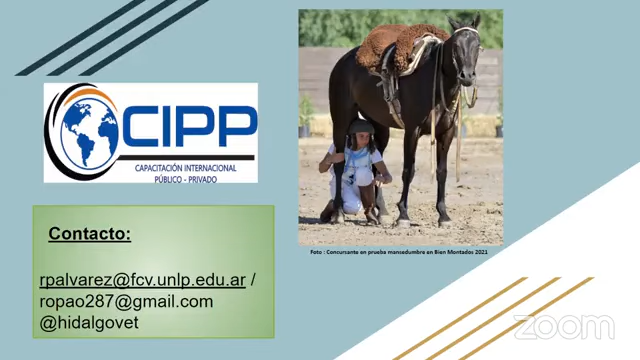 CIPP
CAPACITACIÓN INTERNACIONAL
PÚBLICO - PRIVADO
Contacto:
rpalvarez@fcv.unlp.edu.ar /
ropao287@gmail.com
@hidalgovet
Foto : Concursante en prueba mansedumbre en Bien Montados 2021
zoom